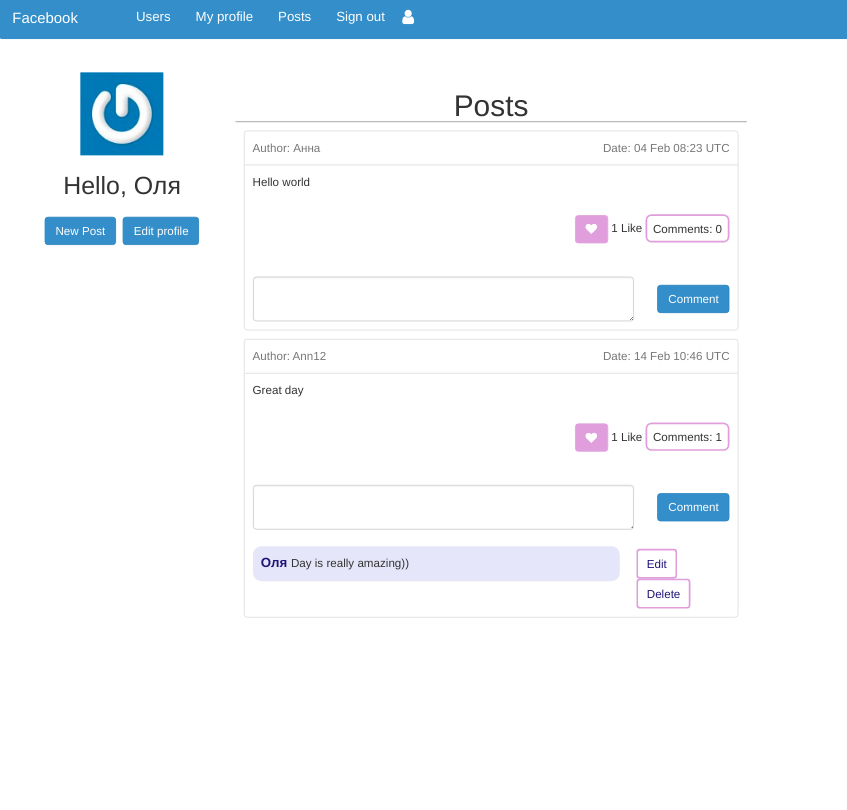 Facebook Users My profile Posts Sign out
Hello, Оля
New Post Edit profile
Posts
Author: Анна Date: 04 Feb 08:23 UTC
Hello world
1 Like Comments: 0
Comment
Author: Ann12 Date: 14 Feb 10:46 UTC
Great day
1 Like Comments: 1
Comment
Оля Day is really amazing)) Edit
Delete